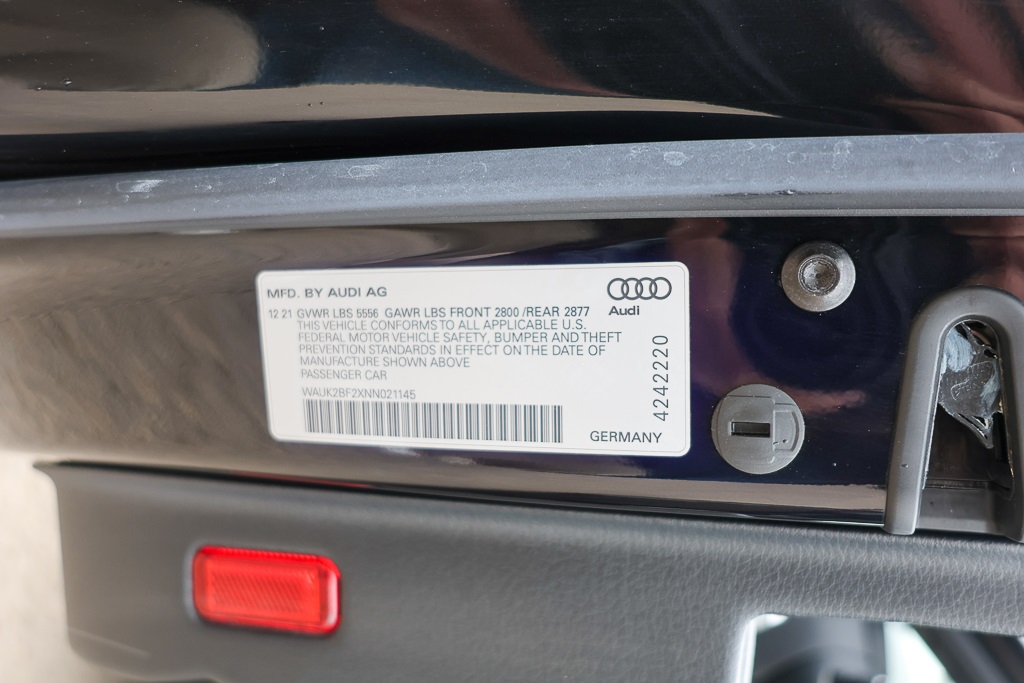 MFD. BY AUDI AG
Audi
12 21 GVWR LBS 5556 GAWR LBS FRONT 2800 /REAR 2877
THIS VEHICLE CONFORMS TO ALL APPLICABLE U.S.
FEDERAL MOTOR VEHICLE SAFETY, BUMPER AND THEFT
PREVENTION STANDARDS IN EFFECT ON THE DATE OF
MANUFACTURE SHOWN ABOVE
PASSENGER CAR
WAUK2BF2XNN021145
4242220
GERMANY